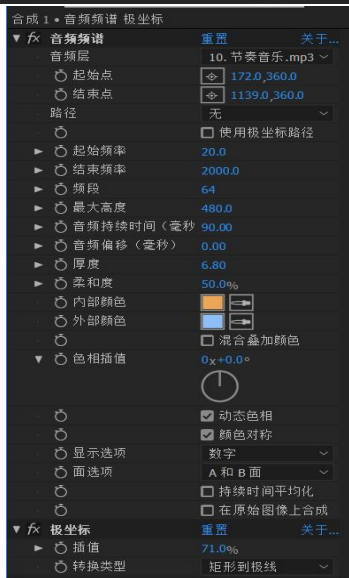 合成 1 • 音频频谱 极坐标
fx 音频频谱 重置 关于...
音频层 10. 节奏音乐.mp3
起始点 172.0,360.0
结束点 1139.0,360.0
路径 无
使用极坐标路径
起始频率 20.0
结束频率 2000.0
频段 64
最大高度 480.0
音频持续时间（毫秒 90.00
音频偏移（毫秒） 0.00
厚度 6.80
柔和度 50.0%
内部颜色
外部颜色
混合叠加颜色
色相插值 0x+0.0°
动态色相
颜色对称
显示选项 数字
面选项 A 和 B 面
持续时间平均化
在原始图像上合成
fx 极坐标 重置 关于...
插值 71.0%
转换类型 矩形到极线